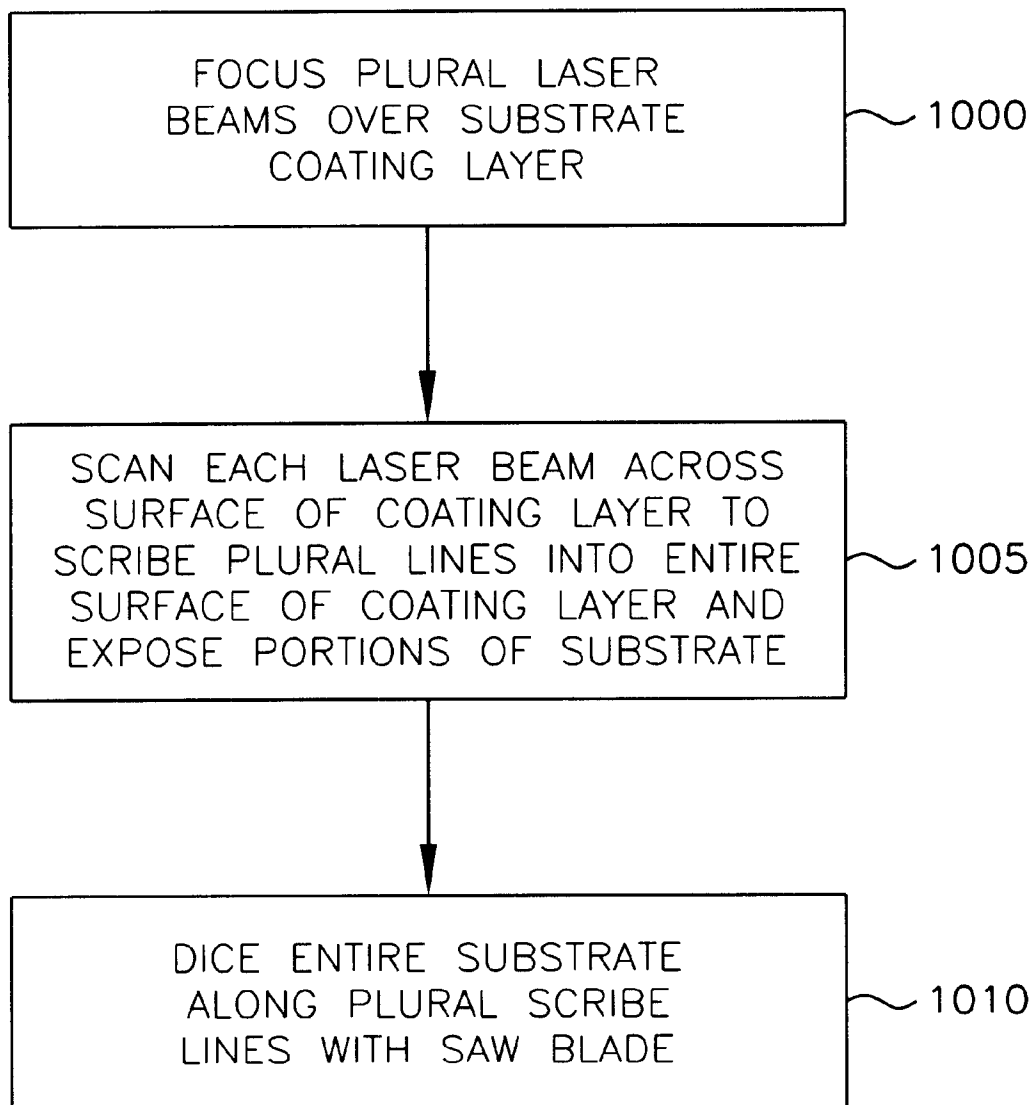 FOCUS PLURAL LASER
BEAMS OVER SUBSTRATE
COATING LAYER
1000
SCAN EACH LASER BEAM ACROSS
SURFACE OF COATING LAYER TO
SCRIBE PLURAL LINES INTO ENTIRE
SURFACE OF COATING LAYER AND
EXPOSE PORTIONS OF SUBSTRATE
1005
DICE ENTIRE SUBSTRATE
ALONG PLURAL SCRIBE
LINES WITH SAW BLADE
1010